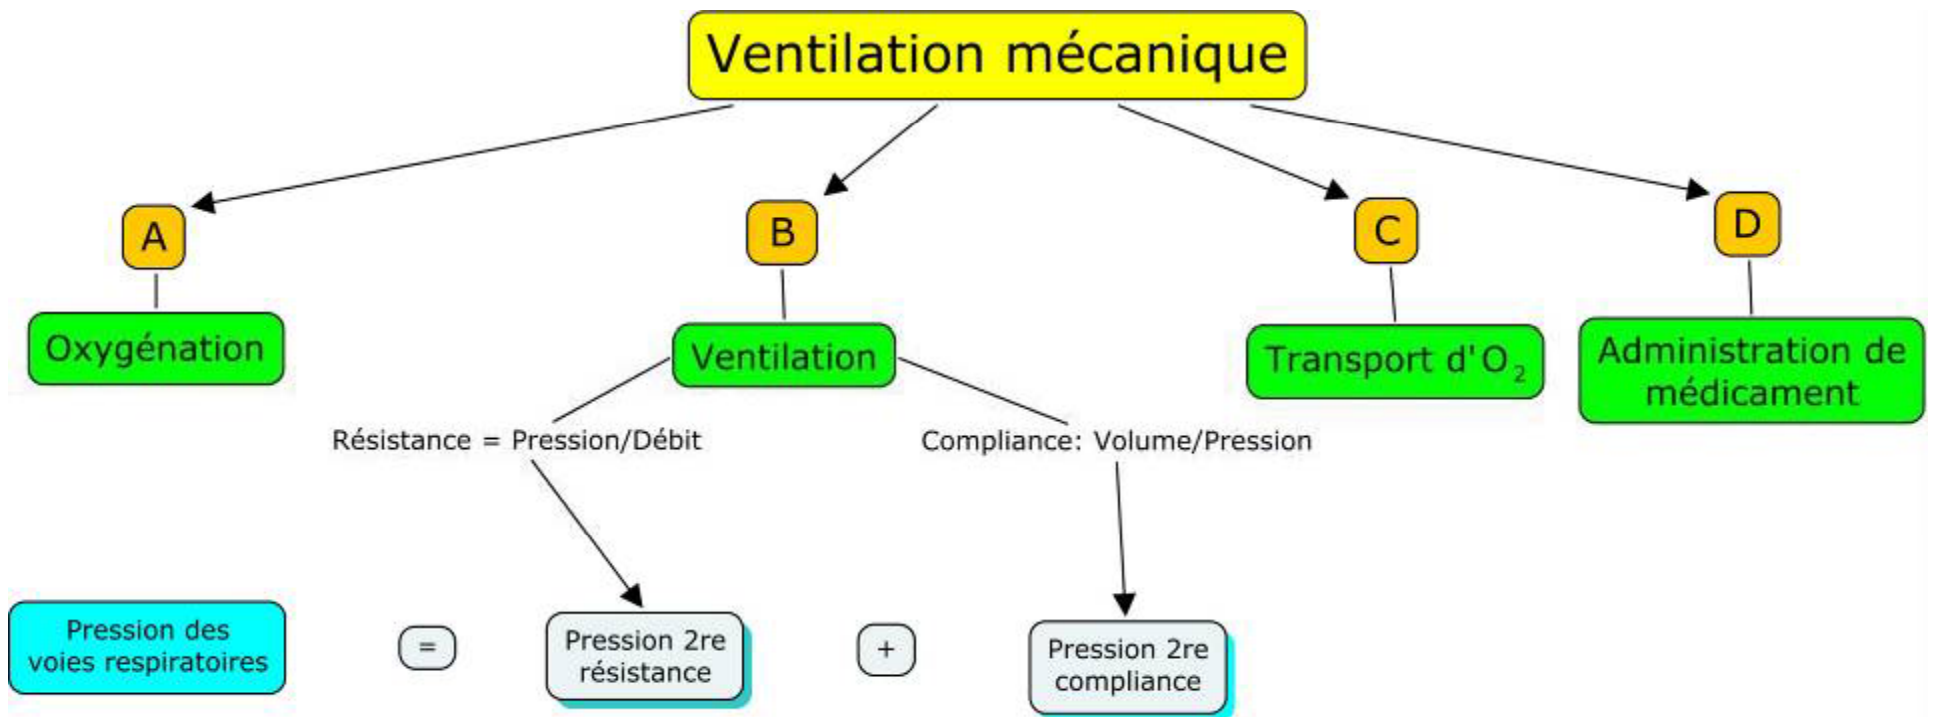 Ventilation mécanique
A
B
C
D
Oxygénation
Ventilation
Transport d'O₂
Administration de
médicament
Résistance = Pression/Débit
Compliance: Volume/Pression
Pression des
voies respiratoires
=
Pression 2re
résistance
+
Pression 2re
compliance